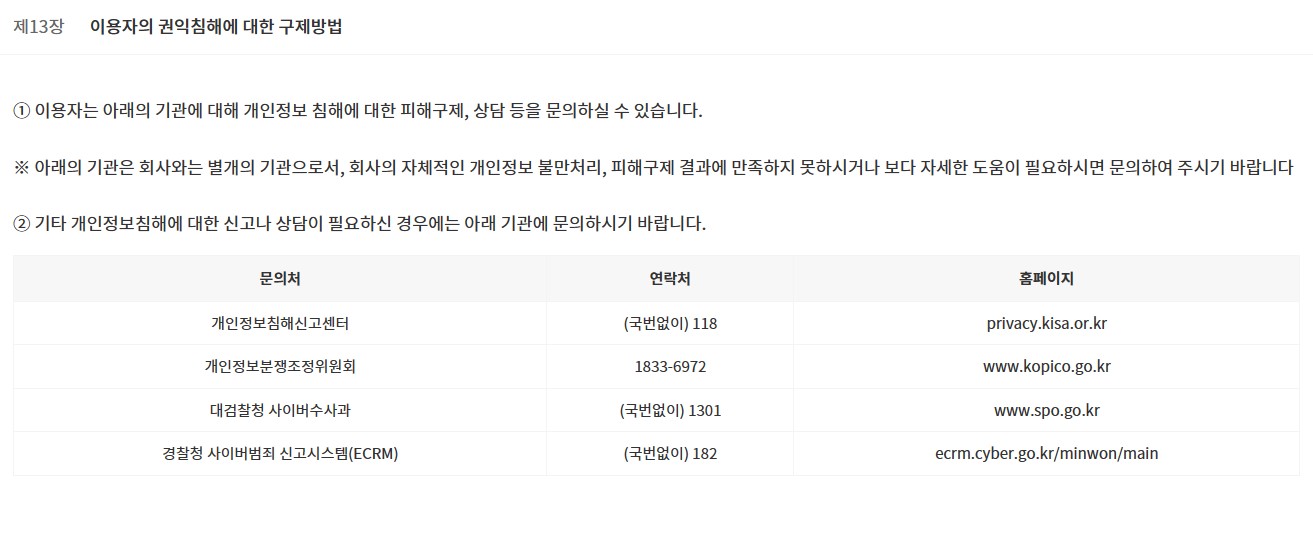 제13장 이용자의 권익침해에 대한 구제방법
① 이용자는 아래의 기관에 대해 개인정보 침해에 대한 피해구제, 상담 등을 문의하실 수 있습니다.
※ 아래의 기관은 회사와는 별개의 기관으로서, 회사의 자체적인 개인정보 불만처리, 피해구제 결과에 만족하지 못하시거나 보다 자세한 도움이 필요하시면 문의하여 주시기 바랍니다
② 기타 개인정보침해에 대한 신고나 상담이 필요하신 경우에는 아래 기관에 문의하시기 바랍니다.
문의처 연락처 홈페이지
개인정보침해신고센터 (국번없이) 118 privacy.kisa.or.kr
개인정보분쟁조정위원회 1833-6972 www.kopico.go.kr
대검찰청 사이버수사과 (국번없이) 1301 www.spo.go.kr
경찰청 사이버범죄 신고시스템(ECRM) (국번없이) 182 ecrm.cyber.go.kr/minwon/main